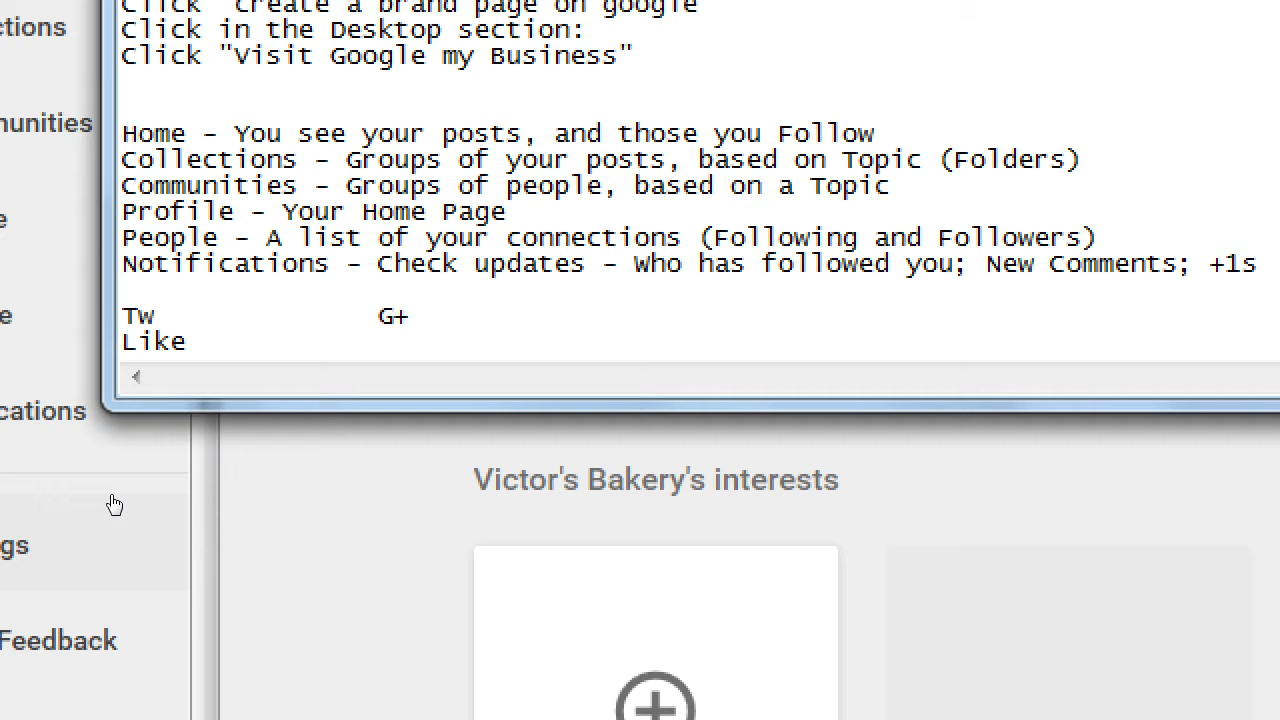 Click "Create a brand page on google
Click in the Desktop section:
Click "Visit Google my Business"
Home - You see your posts, and those you Follow
Collections - Groups of your posts, based on Topic (Folders)
Communities - Groups of people, based on a Topic
Profile - Your Home Page
People - A list of your connections (Following and Followers)
Notifications - Check updates - Who has followed you; New Comments; +1s
Tw G+
Like
ctions
nunities
e
e
cations
gs
Feedback
Victor's Bakery's interests